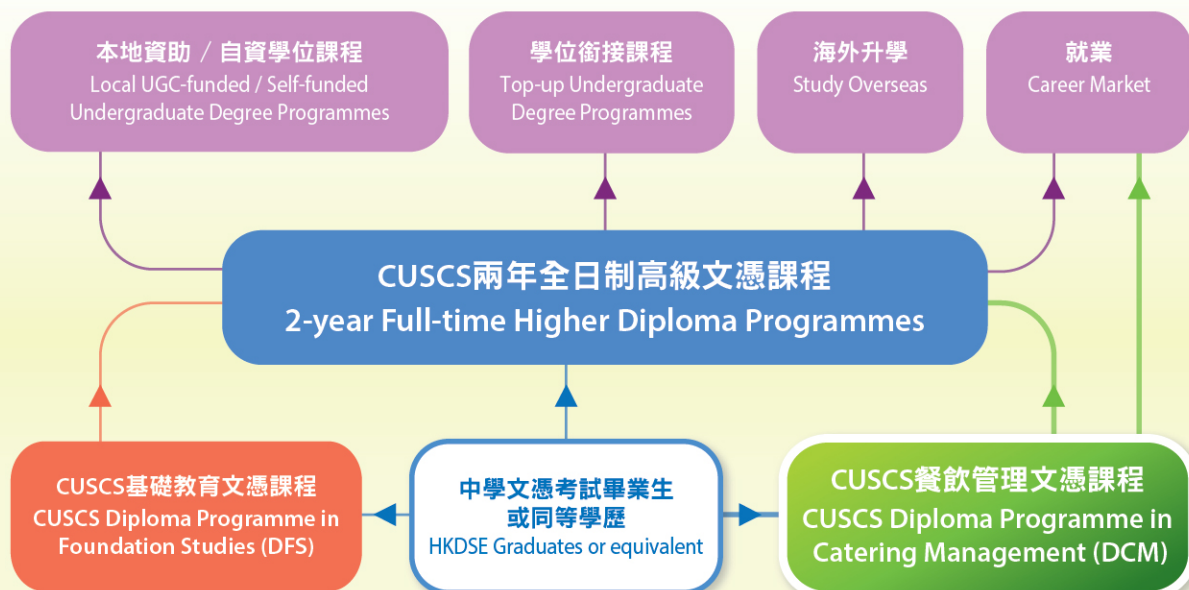 本地資助 / 自資學位課程
Local UGC-funded / Self-funded
Undergraduate Degree Programmes
學位銜接課程
Top-up Undergraduate
Degree Programmes
海外升學
Study Overseas
就業
Career Market
CUSCS兩年全日制高級文憑課程
2-year Full-time Higher Diploma Programmes
CUSCS基礎教育文憑課程
CUSCS Diploma Programme in
Foundation Studies (DFS)
中學文憑考試畢業生
或同等學歷
HKDSE Graduates or equivalent
CUSCS餐飲管理文憑課程
CUSCS Diploma Programme in
Catering Management (DCM)